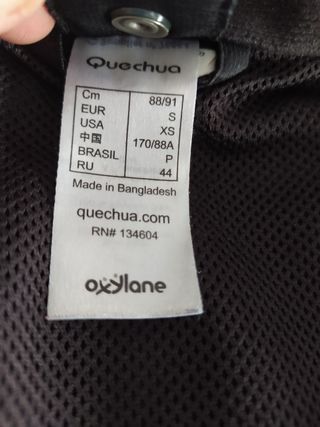 Quechua
Cm 88/91
EUR S
USA XS
中国 170/88A
BRASIL P
RU 44
Made in Bangladesh
quechua.com
RN# 134604
oxylane